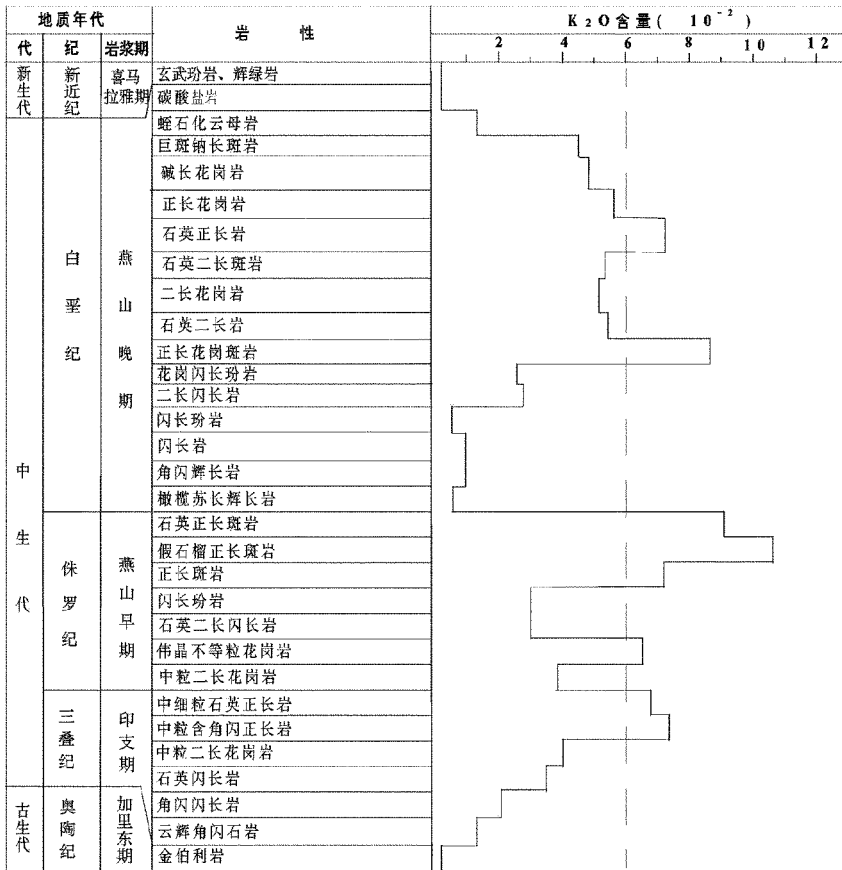 地质年代 岩 性 K₂O含量( 10⁻²)
代 纪 岩浆期 2 4 6 8 10 12
新生代 新近纪 喜马拉雅期 玄武玢岩、辉绿岩
碳酸盐岩
中生代 白垩纪 燕山晚期 蛭石化云母岩
巨斑钠长斑岩
碱长花岗岩
正长花岗岩
石英正长岩
石英二长斑岩
二长花岗岩
石英二长岩
正长花岗斑岩
花岗闪长玢岩
二长闪长岩
闪长玢岩
闪长岩
角闪辉长岩
橄榄苏长辉长岩
侏罗纪 燕山早期 石英正长斑岩
假石榴正长斑岩
正长斑岩
闪长玢岩
石英二长闪长岩
伟晶不等粒花岗岩
中粒二长花岗岩
三叠纪 印支期 中细粒石英正长岩
中粒含角闪正长岩
中粒二长花岗岩
石英闪长岩
古生代 奥陶纪 加里东期 角闪闪长岩
云辉角闪石岩
金伯利岩